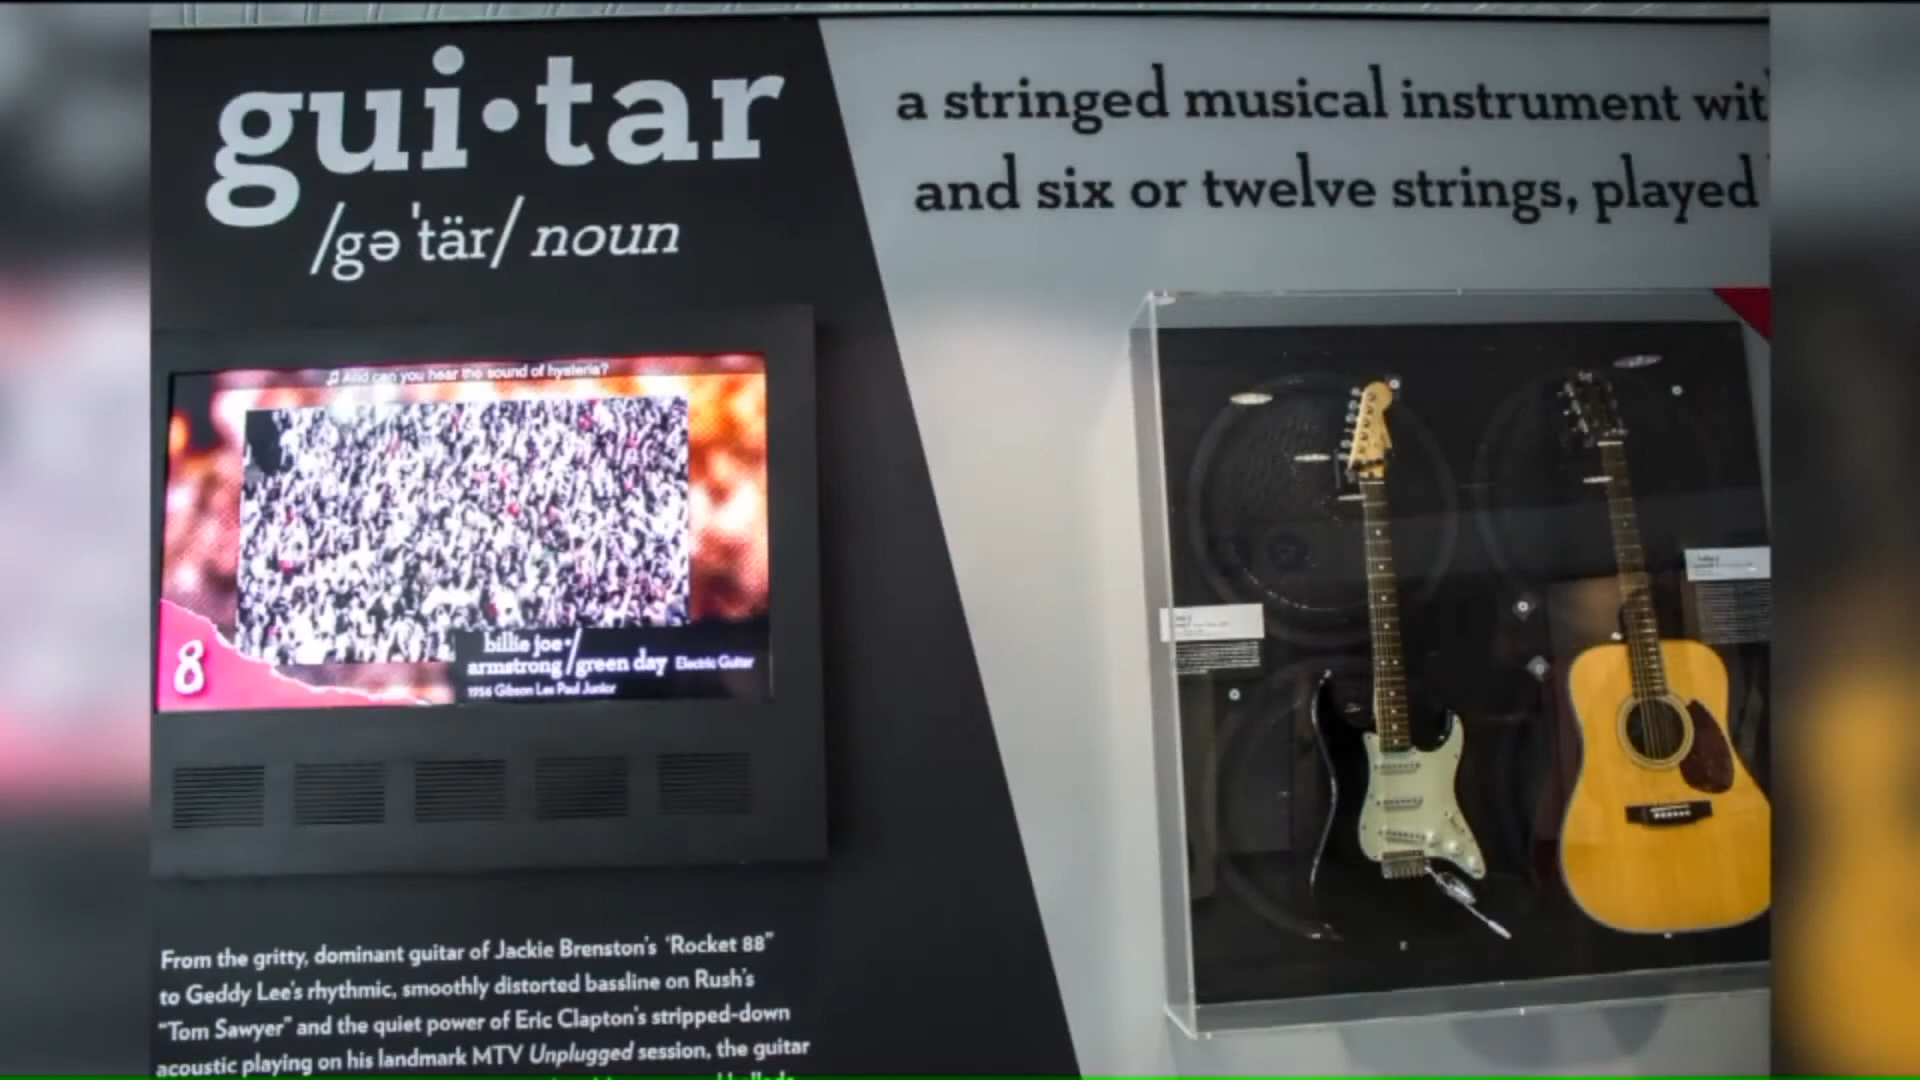 gui•tar
/gə ˈtär/ noun
a stringed musical instrument wit
and six or twelve strings, played
♫ And can you hear the sound of hysteria?
8
billie joe
armstrong / green day Electric Guitar
1956 Gibson Les Paul Junior
From the gritty, dominant guitar of Jackie Brenston's "Rocket 88"
to Geddy Lee's rhythmic, smoothly distorted bassline on Rush's
"Tom Sawyer" and the quiet power of Eric Clapton's stripped-down
acoustic playing on his landmark MTV Unplugged session, the guitar